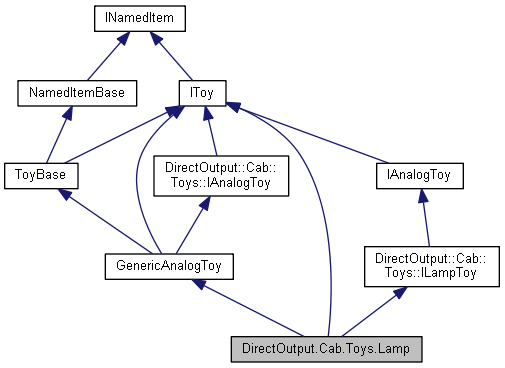 INamedItem
NamedItemBase
IToy
ToyBase
DirectOutput::Cab::
Toys::IAnalogToy
IAnalogToy
GenericAnalogToy
DirectOutput::Cab::
Toys::ILampToy
DirectOutput.Cab.Toys.Lamp